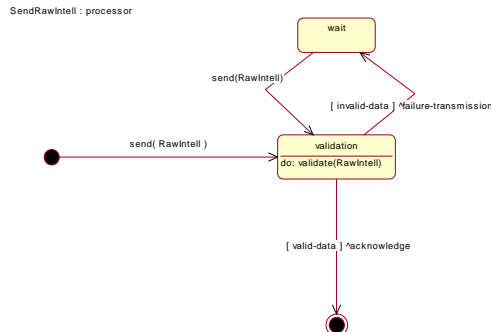 SendRawIntell : processor
wait
send(RawIntell)
[ invalid-data ] ^failure-transmission
send( RawIntell )
validation
do: validate(RawIntell)
[ valid-data ] ^acknowledge